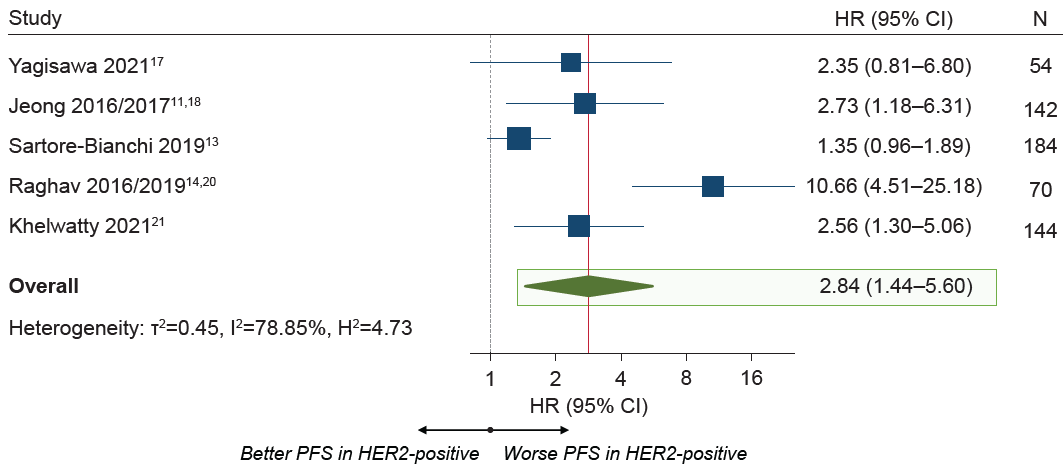 Study HR (95% CI) N
Yagisawa 2021¹⁷ 2.35 (0.81–6.80) 54
Jeong 2016/2017¹¹,¹⁸ 2.73 (1.18–6.31) 142
Sartore-Bianchi 2019¹³ 1.35 (0.96–1.89) 184
Raghav 2016/2019¹⁴,²⁰ 10.66 (4.51–25.18) 70
Khelwatty 2021²¹ 2.56 (1.30–5.06) 144
Overall 2.84 (1.44–5.60)
Heterogeneity: τ²=0.45, I²=78.85%, H²=4.73
1 2 4 8 16
HR (95% CI)
Better PFS in HER2-positive Worse PFS in HER2-positive